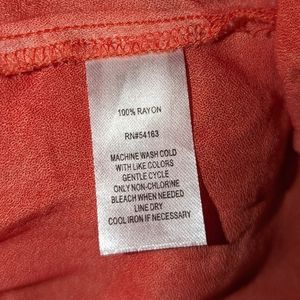 100% RAYON
RN#54163
MACHINE WASH COLD
WITH LIKE COLORS
GENTLE CYCLE
ONLY NON-CHLORINE
BLEACH WHEN NEEDED
LINE DRY
COOL IRON IF NECESSARY